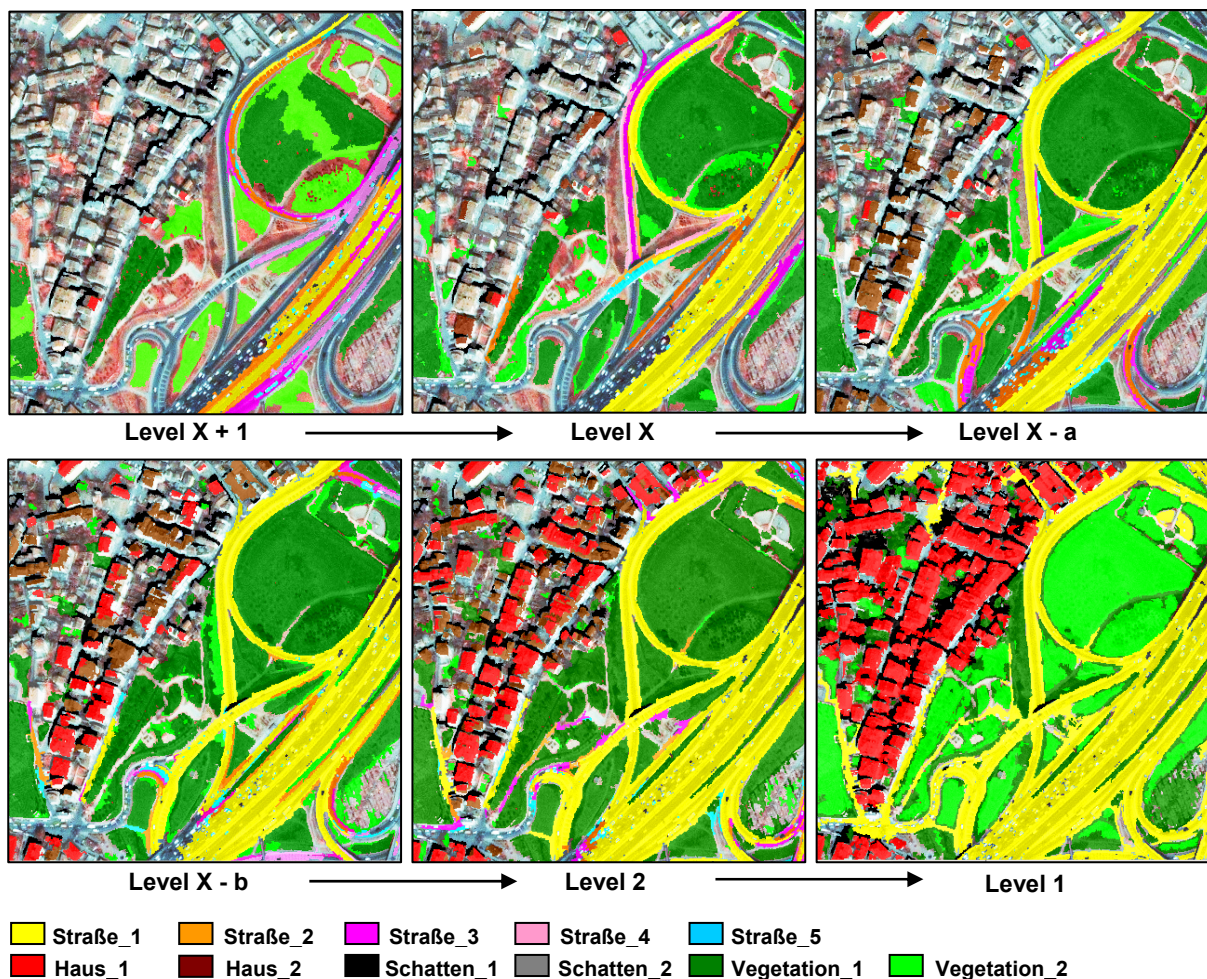 Level X + 1 Level X Level X - a
Level X - b Level 2 Level 1
Straße_1 Straße_2 Straße_3 Straße_4 Straße_5
Haus_1 Haus_2 Schatten_1 Schatten_2 Vegetation_1 Vegetation_2